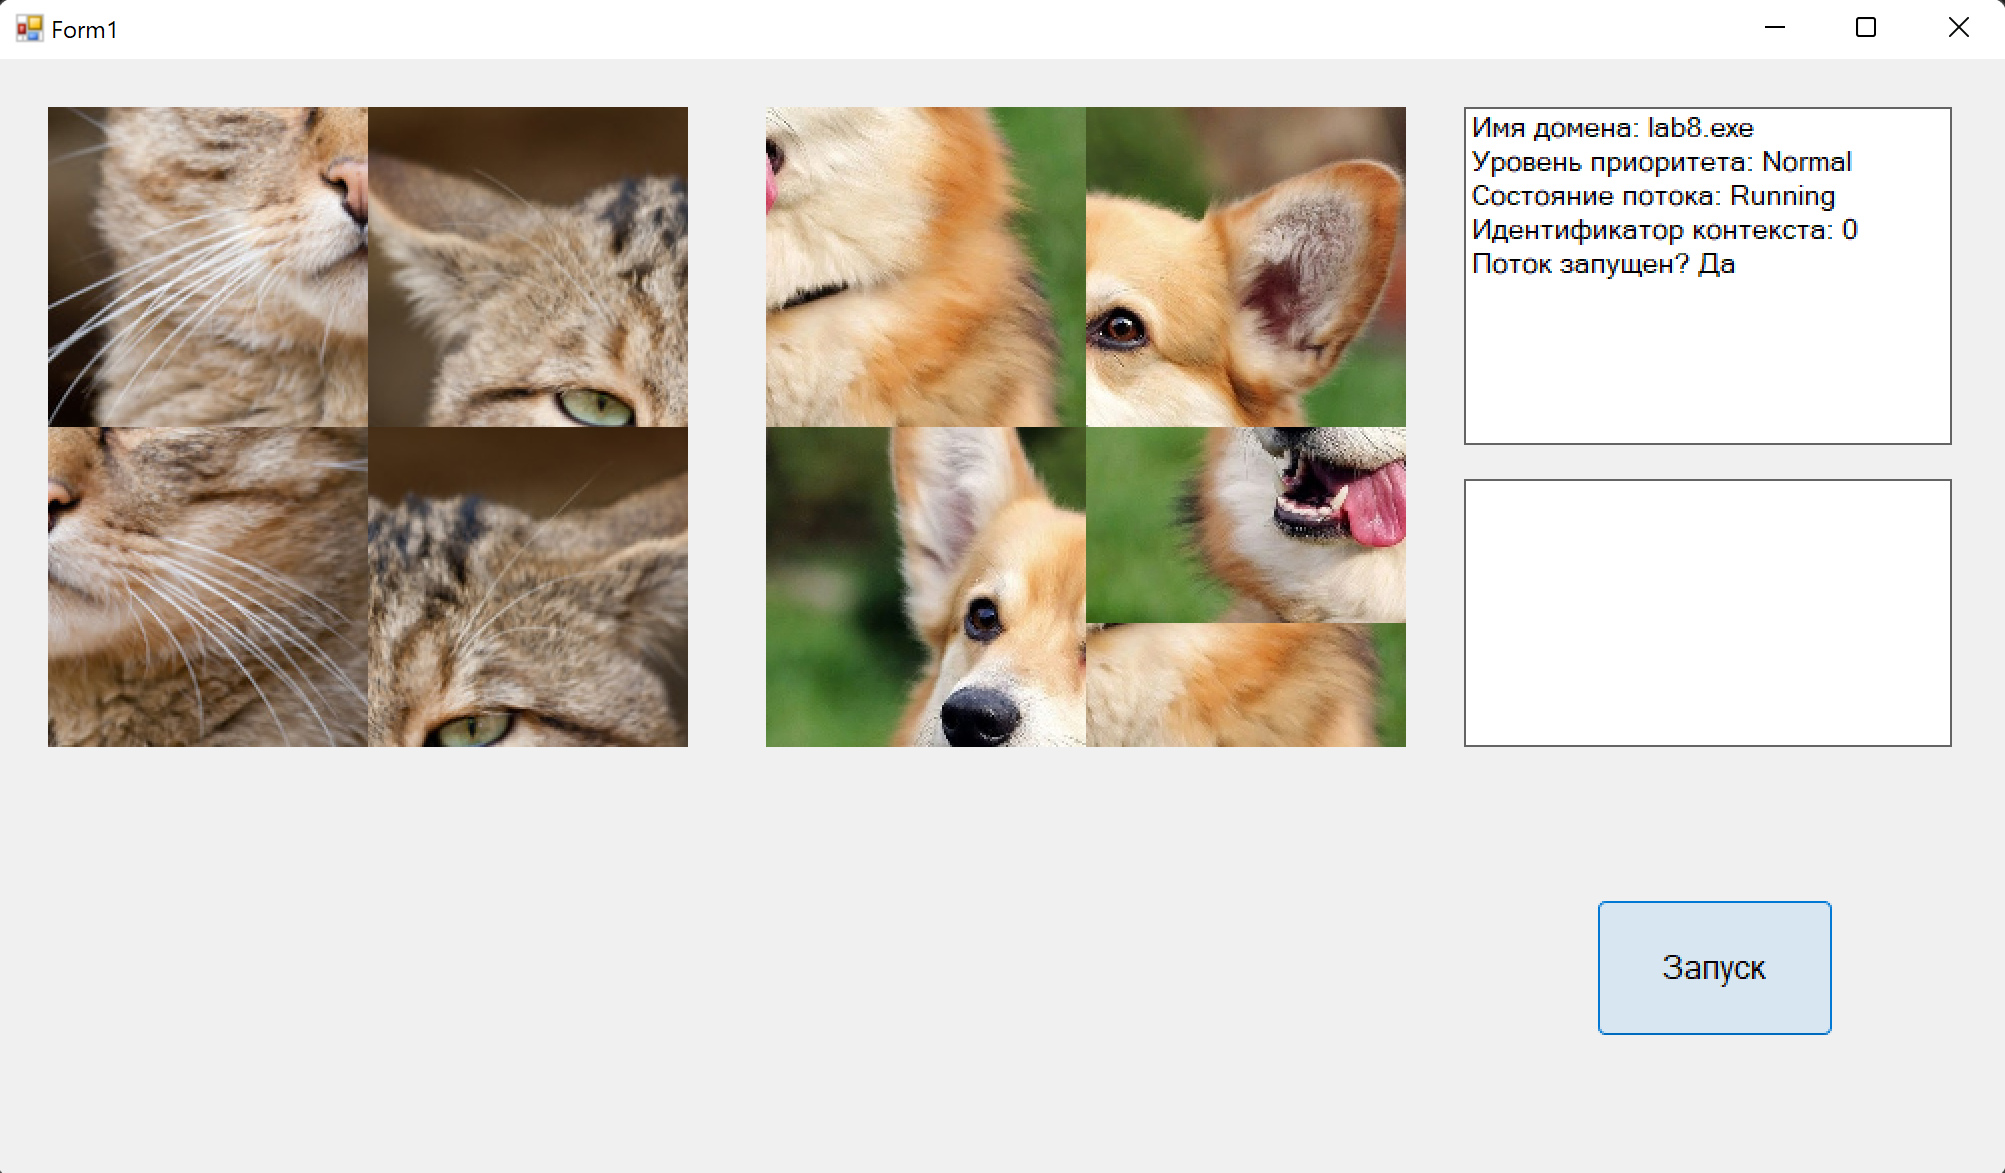 Form1
Имя домена: lab8.exe
Уровень приоритета: Normal
Состояние потока: Running
Идентификатор контекста: 0
Поток запущен? Да
Запуск